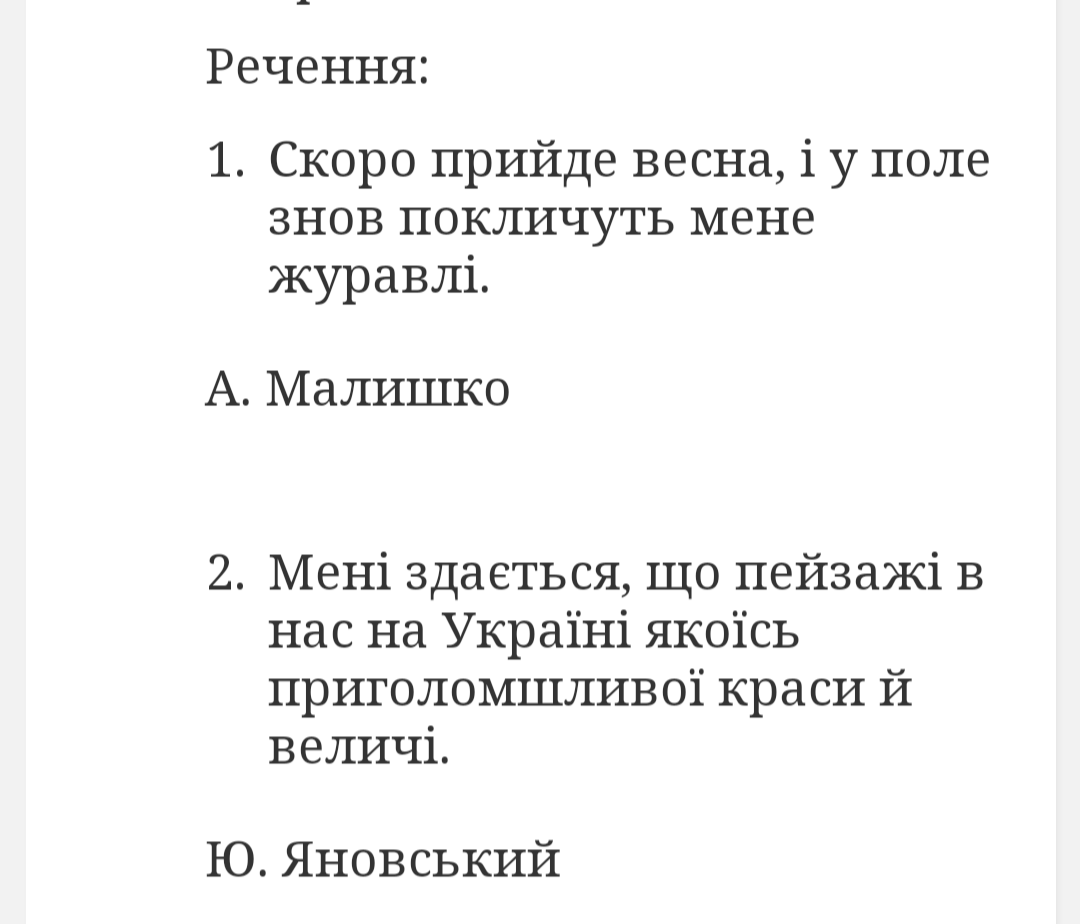 Речення:
1. Скоро прийде весна, і у поле
знов покличуть мене
журавлі.
А. Малишко
2. Мені здається, що пейзажі в
нас на Україні якоїсь
приголомшливої краси й
величі.
Ю. Яновський